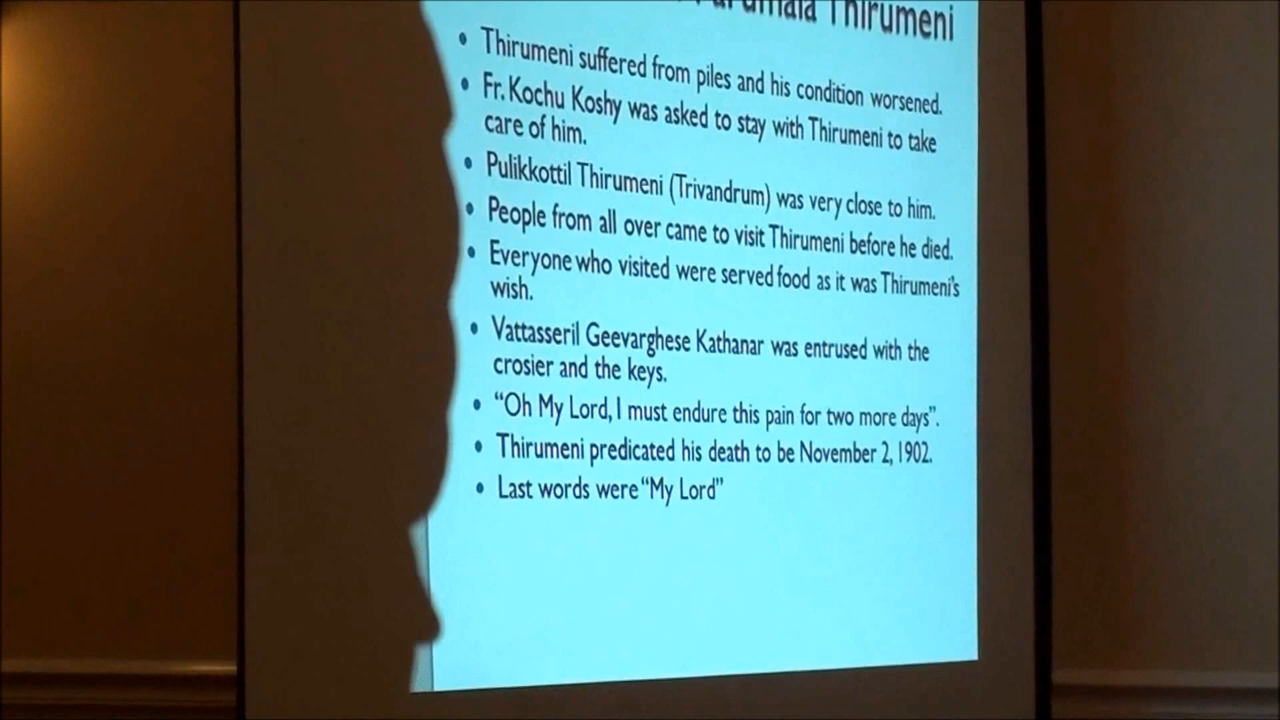 Parumala Thirumeni
• Thirumeni suffered from piles and his condition worsened.
• Fr. Kochu Koshy was asked to stay with Thirumeni to take
care of him.
• Pulikkottil Thirumeni (Trivandrum) was very close to him.
• People from all over came to visit Thirumeni before he died.
• Everyone who visited were served food as it was Thirumeni's
wish.
• Vattasseril Geevarghese Kathanar was entrused with the
crosier and the keys.
• “Oh My Lord, I must endure this pain for two more days”.
• Thirumeni predicated his death to be November 2, 1902.
• Last words were “My Lord”